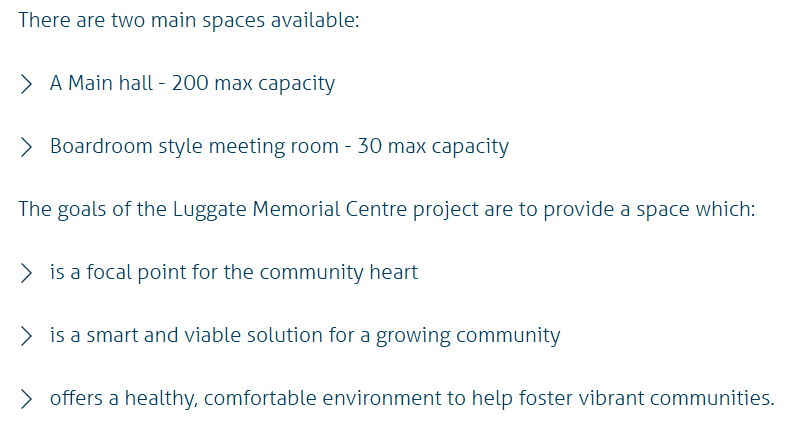 There are two main spaces available:
A Main hall - 200 max capacity
Boardroom style meeting room - 30 max capacity
The goals of the Luggate Memorial Centre project are to provide a space which:
is a focal point for the community heart
is a smart and viable solution for a growing community
offers a healthy, comfortable environment to help foster vibrant communities.